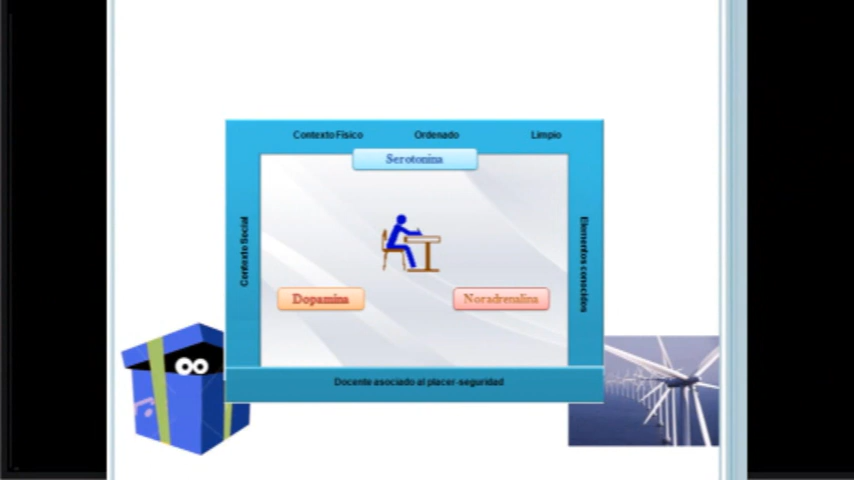 Contexto Físico Ordenado Limpio
Serotonina
Contexto Social
Elementos conocidos
Dopamina
Noradrenalina
Docente asociado al placer-seguridad